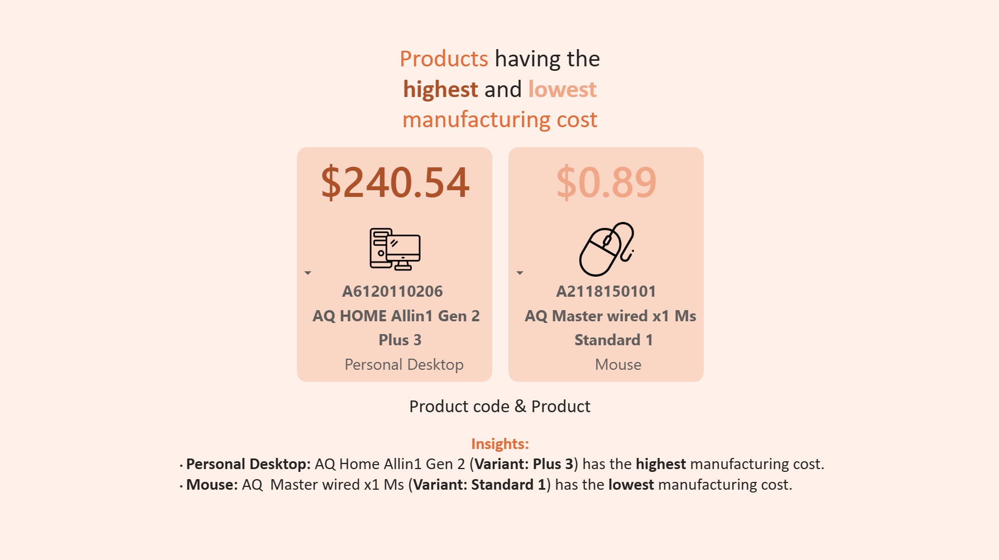 Products having the
highest and lowest
manufacturing cost
$240.54
A6120110206
AQ HOME Allin1 Gen 2
Plus 3
Personal Desktop
$0.89
A2118150101
AQ Master wired x1 Ms
Standard 1
Mouse
Product code & Product
Insights:
· Personal Desktop: AQ Home Allin1 Gen 2 (Variant: Plus 3) has the highest manufacturing cost.
· Mouse: AQ  Master wired x1 Ms (Variant: Standard 1) has the lowest manufacturing cost.